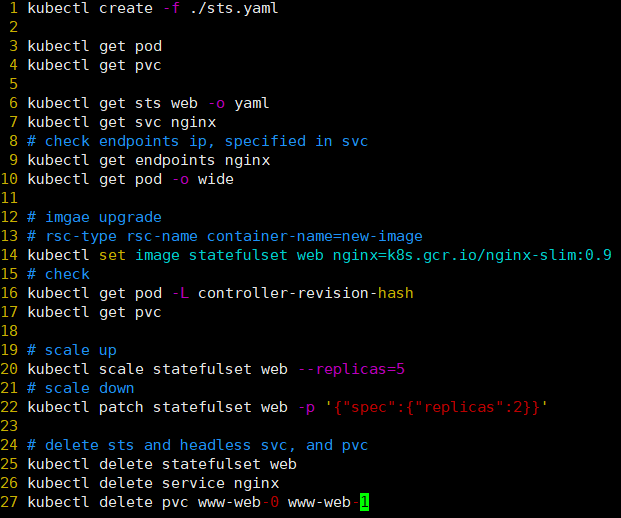 1 kubectl create -f ./sts.yaml
2
3 kubectl get pod
4 kubectl get pvc
5
6 kubectl get sts web -o yaml
7 kubectl get svc nginx
8 # check endpoints ip, specified in svc
9 kubectl get endpoints nginx
10 kubectl get pod -o wide
11
12 # imgae upgrade
13 # rsc-type rsc-name container-name=new-image
14 kubectl set image statefulset web nginx=k8s.gcr.io/nginx-slim:0.9
15 # check
16 kubectl get pod -L controller-revision-hash
17 kubectl get pvc
18
19 # scale up
20 kubectl scale statefulset web --replicas=5
21 # scale down
22 kubectl patch statefulset web -p '{"spec":{"replicas":2}}'
23
24 # delete sts and headless svc, and pvc
25 kubectl delete statefulset web
26 kubectl delete service nginx
27 kubectl delete pvc www-web-0 www-web-1